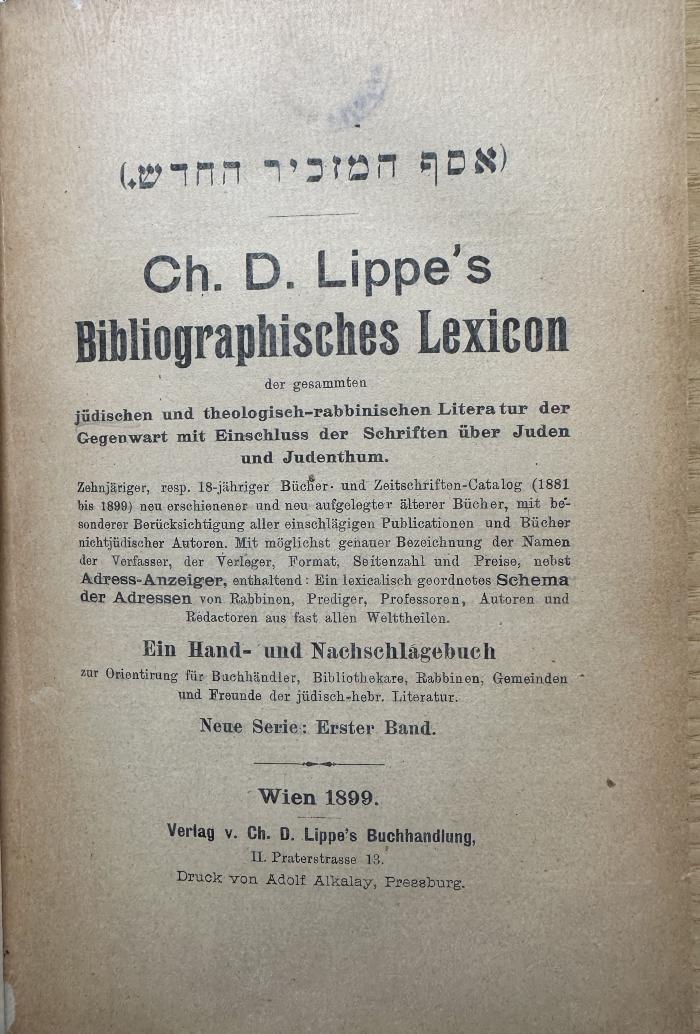 (אסף המזכיר החדש.)
Ch. D. Lippe's
Bibliographisches Lexicon
der gesammten
jüdischen und theologisch-rabbinischen Literatur der
Gegenwart mit Einschluss der Schriften über Juden
und Judenthum.
Zehnjäriger, resp. 18-jähriger Bücher- und Zeitschriften-Catalog (1881
bis 1899) neu erschienener und neu aufgelegter älterer Bücher, mit be-
sonderer Berücksichtigung aller einschlägigen Publicationen und Bücher
nichtjüdischer Autoren. Mit möglichst genauer Bezeichnung der Namen
der Verfasser, der Verleger, Format, Seitenzahl und Preise, nebst
Adress-Anzeiger, enthaltend: Ein lexicalisch geordnetes Schema
der Adressen von Rabbinen, Prediger, Professoren, Autoren und
Redactoren aus fast allen Welttheilen.
Ein Hand- und Nachschlagebuch
zur Orientirung für Buchhändler, Bibliothekare, Rabbinen, Gemeinden
und Freunde der jüdisch-hebr. Literatur.
Neue Serie: Erster Band.
Wien 1899.
Verlag v. Ch. D. Lippe's Buchhandlung,
II. Praterstrasse 13.
Druck von Adolf Alkalay, Pressburg.